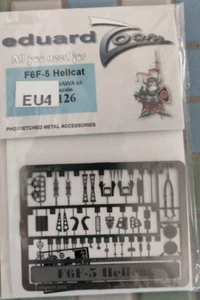 eduard
Zoom
All you need for
F6F-5 Hellcat
EU4
126
PHOTOETCHED METAL ACCESSORIES
F6F-5 Hellcat